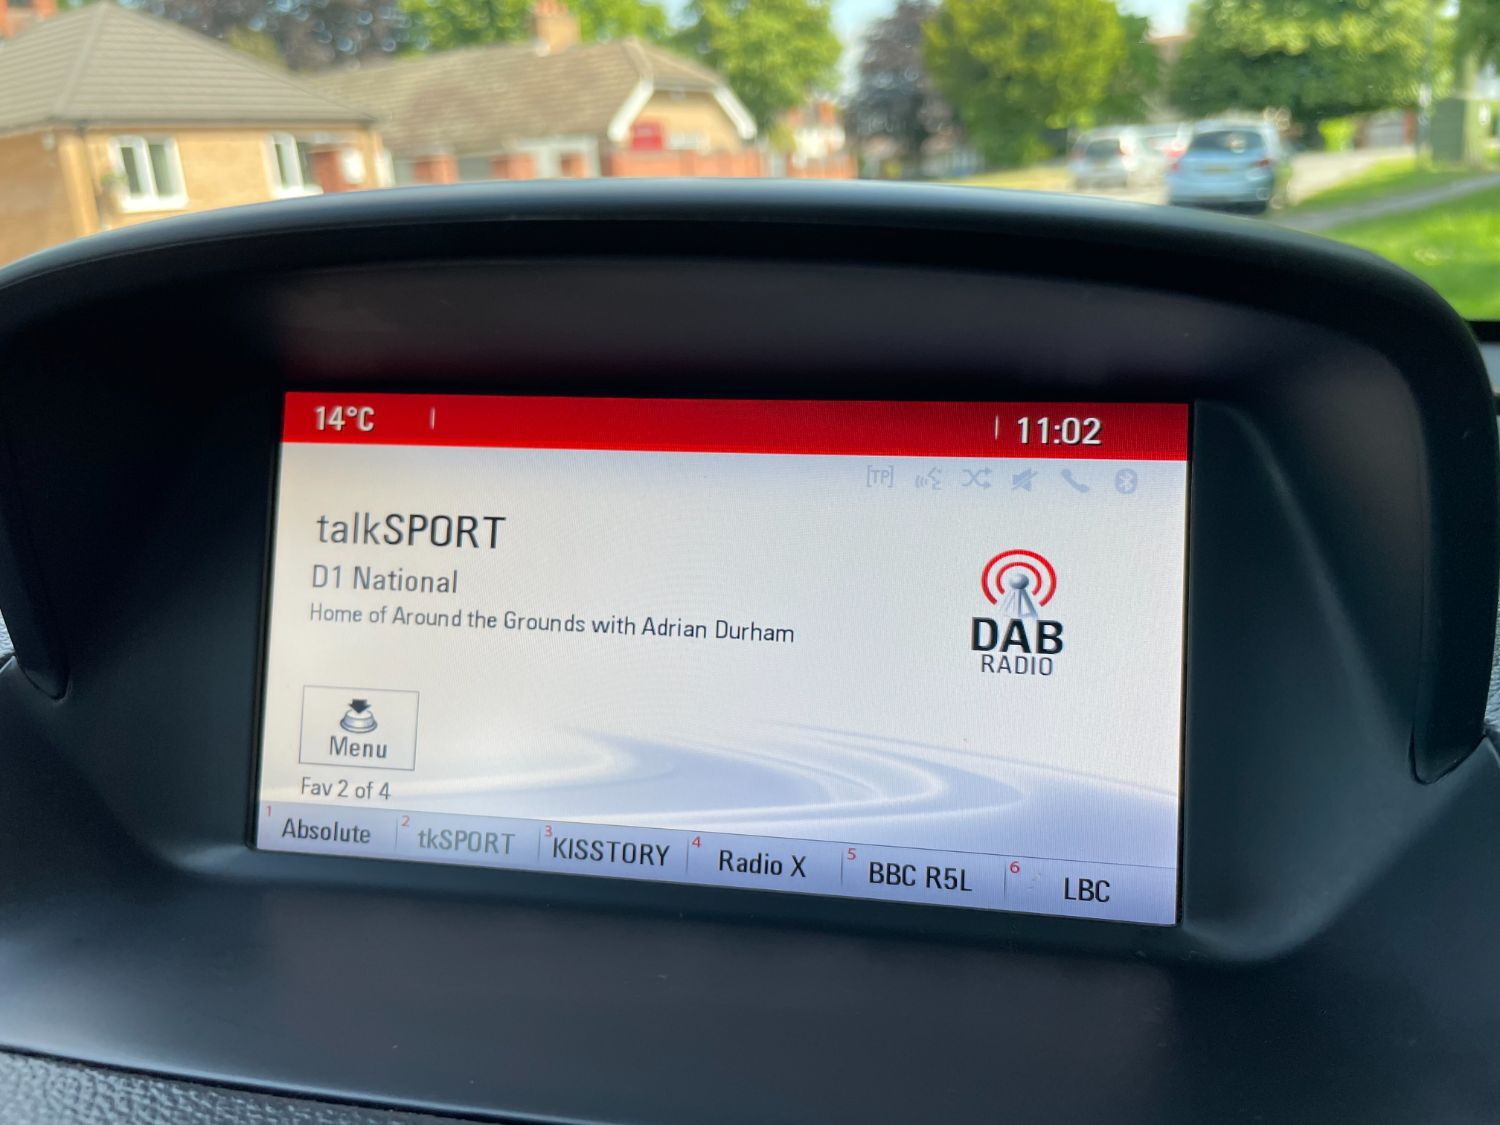 14°C 11:02
[TP]
talkSPORT
D1 National
Home of Around the Grounds with Adrian Durham
DAB
RADIO
Menu
Fav 2 of 4
1 Absolute 2 tkSPORT 3 KISSTORY 4 Radio X 5 BBC R5L 6 LBC